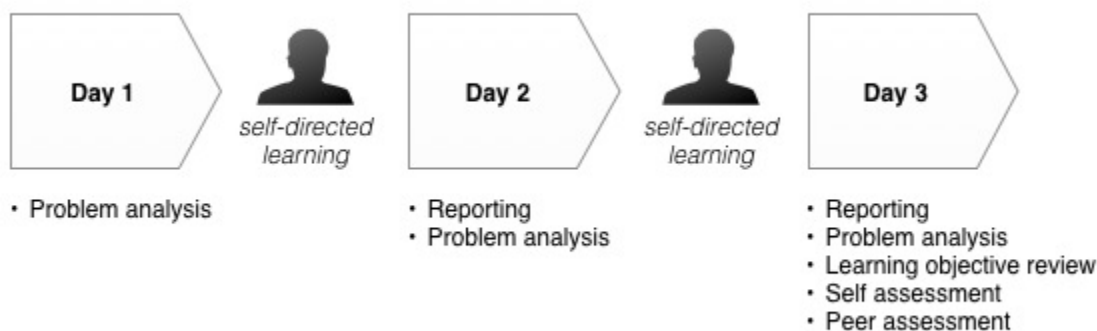 Day 1
self-directed
learning
Day 2
self-directed
learning
Day 3
• Problem analysis
• Reporting
• Problem analysis
• Reporting
• Problem analysis
• Learning objective review
• Self assessment
• Peer assessment